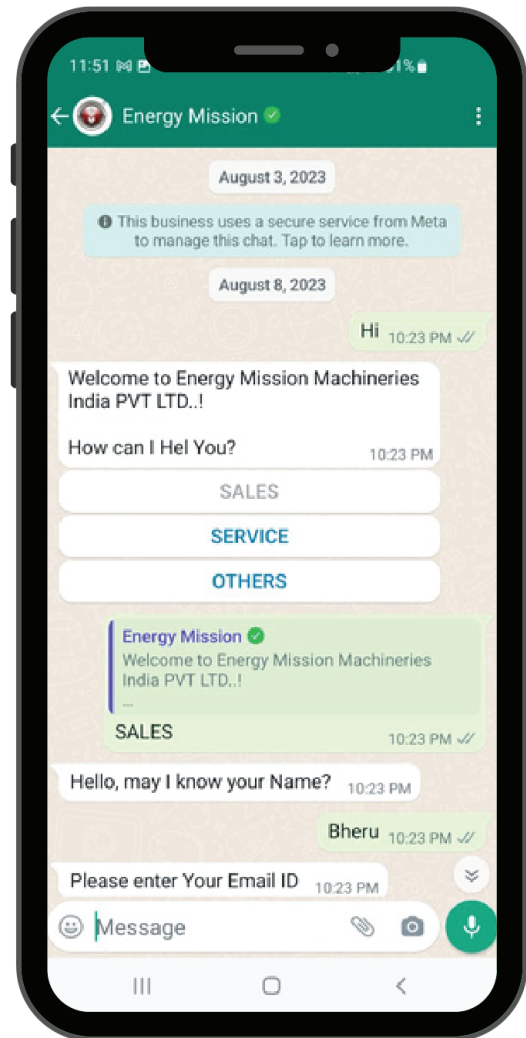 11:51
1%
Energy Mission
August 3, 2023
This business uses a secure service from Meta
to manage this chat. Tap to learn more.
August 8, 2023
Hi 10:23 PM
Welcome to Energy Mission Machineries
India PVT LTD..!
How can I Hel You? 10:23 PM
SALES
SERVICE
OTHERS
Energy Mission
Welcome to Energy Mission Machineries
India PVT LTD..!
...
SALES 10:23 PM
Hello, may I know your Name? 10:23 PM
Bheru 10:23 PM
Please enter Your Email ID 10:23 PM
Message